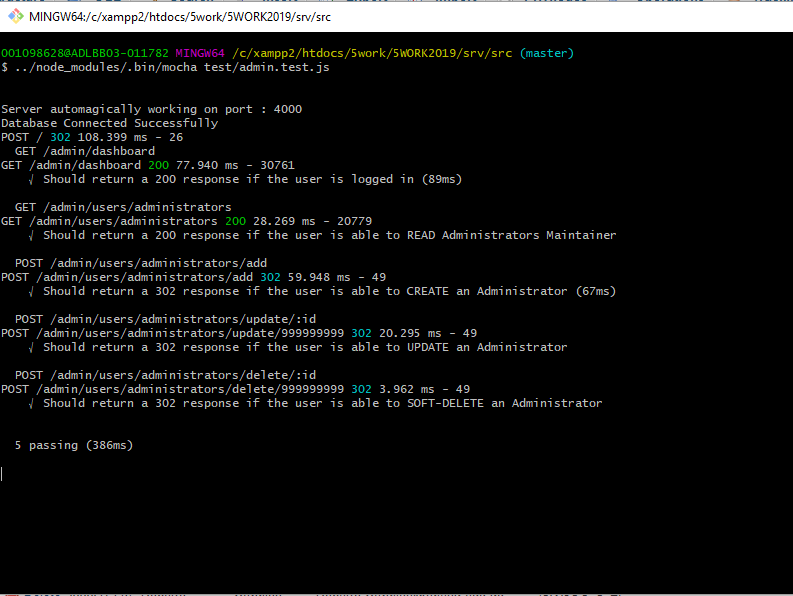 MINGW64:/c/xampp2/htdocs/5work/5WORK2019/srv/src
001098628@ADLBB03-011782 MINGW64 /c/xampp2/htdocs/5work/5WORK2019/srv/src (master)
$ ../node_modules/.bin/mocha test/admin.test.js
Server automagically working on port : 4000
Database Connected Successfully
POST / 302 108.399 ms - 26
GET /admin/dashboard
GET /admin/dashboard 200 77.940 ms - 30761
√ Should return a 200 response if the user is logged in (89ms)
GET /admin/users/administrators
GET /admin/users/administrators 200 28.269 ms - 20779
√ Should return a 200 response if the user is able to READ Administrators Maintainer
POST /admin/users/administrators/add
POST /admin/users/administrators/add 302 59.948 ms - 49
√ Should return a 302 response if the user is able to CREATE an Administrator (67ms)
POST /admin/users/administrators/update/:id
POST /admin/users/administrators/update/999999999 302 20.295 ms - 49
√ Should return a 302 response if the user is able to UPDATE an Administrator
POST /admin/users/administrators/delete/:id
POST /admin/users/administrators/delete/999999999 302 3.962 ms - 49
√ Should return a 302 response if the user is able to SOFT-DELETE an Administrator
5 passing (386ms)